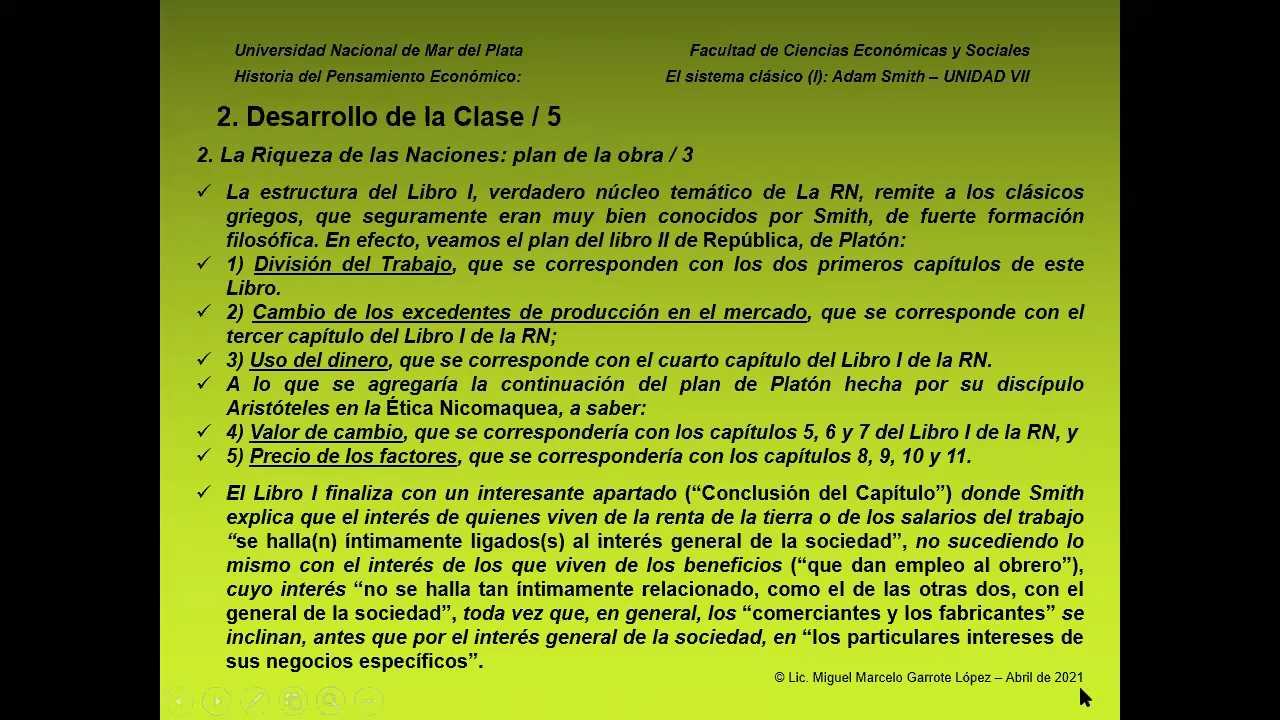 Universidad Nacional de Mar del Plata Facultad de Ciencias Económicas y Sociales
Historia del Pensamiento Económico: El sistema clásico (I): Adam Smith – UNIDAD VII
2. Desarrollo de la Clase / 5
2. La Riqueza de las Naciones: plan de la obra / 3
✓ La estructura del Libro I, verdadero núcleo temático de La RN, remite a los clásicos
griegos, que seguramente eran muy bien conocidos por Smith, de fuerte formación
filosófica. En efecto, veamos el plan del libro II de República, de Platón:
✓ 1) División del Trabajo, que se corresponden con los dos primeros capítulos de este
Libro.
✓ 2) Cambio de los excedentes de producción en el mercado, que se corresponde con el
tercer capítulo del Libro I de la RN;
✓ 3) Uso del dinero, que se corresponde con el cuarto capítulo del Libro I de la RN.
✓ A lo que se agregaría la continuación del plan de Platón hecha por su discípulo
Aristóteles en la Ética Nicomaquea, a saber:
✓ 4) Valor de cambio, que se correspondería con los capítulos 5, 6 y 7 del Libro I de la RN, y
✓ 5) Precio de los factores, que se correspondería con los capítulos 8, 9, 10 y 11.
✓ El Libro I finaliza con un interesante apartado (“Conclusión del Capítulo”) donde Smith
explica que el interés de quienes viven de la renta de la tierra o de los salarios del trabajo
“se halla(n) íntimamente ligados(s) al interés general de la sociedad”, no sucediendo lo
mismo con el interés de los que viven de los beneficios (“que dan empleo al obrero”),
cuyo interés “no se halla tan íntimamente relacionado, como el de las otras dos, con el
general de la sociedad”, toda vez que, en general, los “comerciantes y los fabricantes” se
inclinan, antes que por el interés general de la sociedad, en “los particulares intereses de
sus negocios específicos”.
© Lic. Miguel Marcelo Garrote López – Abril de 2021